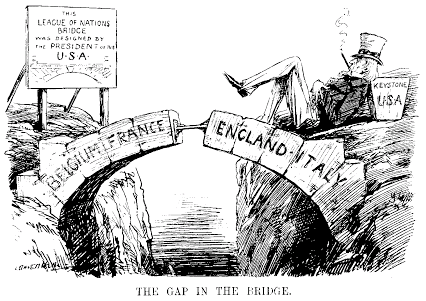 THIS
LEAGUE OF NATIONS
BRIDGE
WAS DESIGNED BY
THE PRESIDENT OF THE
U.S.A.
KEYSTONE
USA
BELGIUM FRANCE
ENGLAND ITALY
THE GAP IN THE BRIDGE.